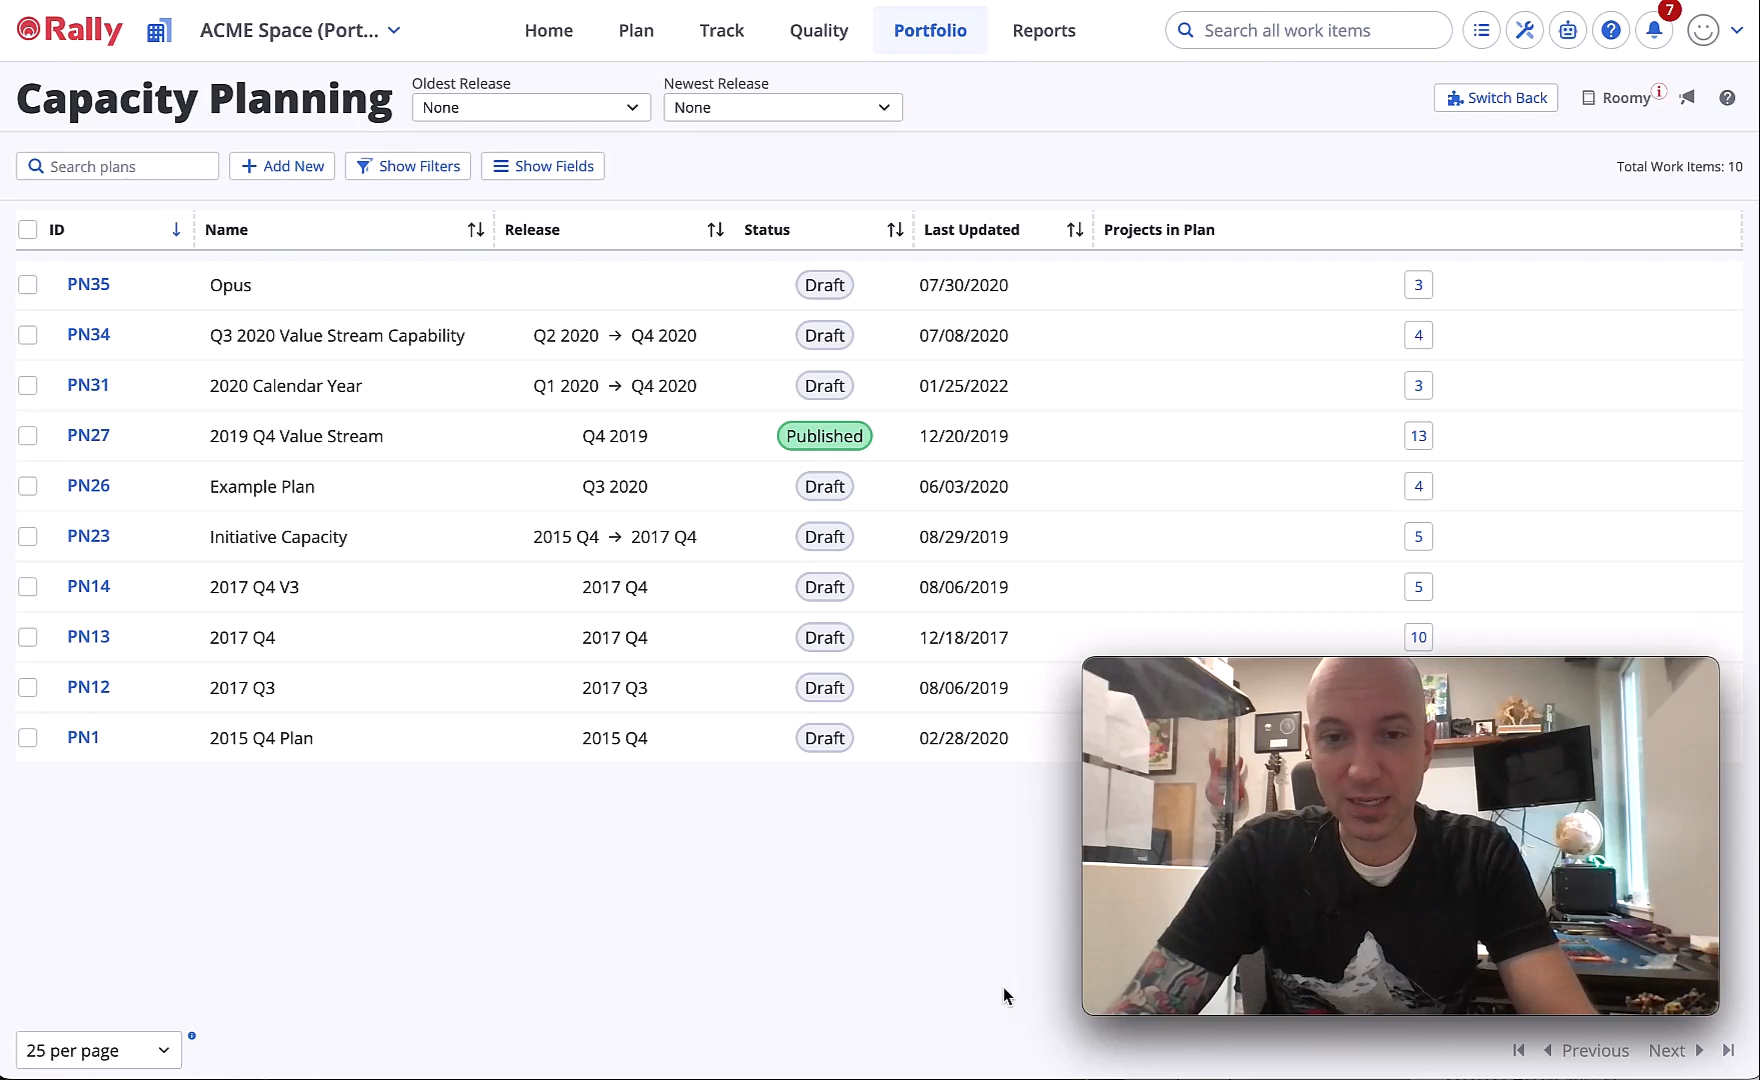 Rally ACME Space (Port... Home Plan Track Quality Portfolio Reports Search all work items 7
Capacity Planning Oldest Release None Newest Release None Switch Back Roomy
Search plans Add New Show Filters Show Fields Total Work Items: 10
ID Name Release Status Last Updated Projects in Plan
PN35 Opus Draft 07/30/2020 3
PN34 Q3 2020 Value Stream Capability Q2 2020 → Q4 2020 Draft 07/08/2020 4
PN31 2020 Calendar Year Q1 2020 → Q4 2020 Draft 01/25/2022 3
PN27 2019 Q4 Value Stream Q4 2019 Published 12/20/2019 13
PN26 Example Plan Q3 2020 Draft 06/03/2020 4
PN23 Initiative Capacity 2015 Q4 → 2017 Q4 Draft 08/29/2019 5
PN14 2017 Q4 V3 2017 Q4 Draft 08/06/2019 5
PN13 2017 Q4 2017 Q4 Draft 12/18/2017 10
PN12 2017 Q3 2017 Q3 Draft 08/06/2019
PN1 2015 Q4 Plan 2015 Q4 Draft 02/28/2020
25 per page Previous Next